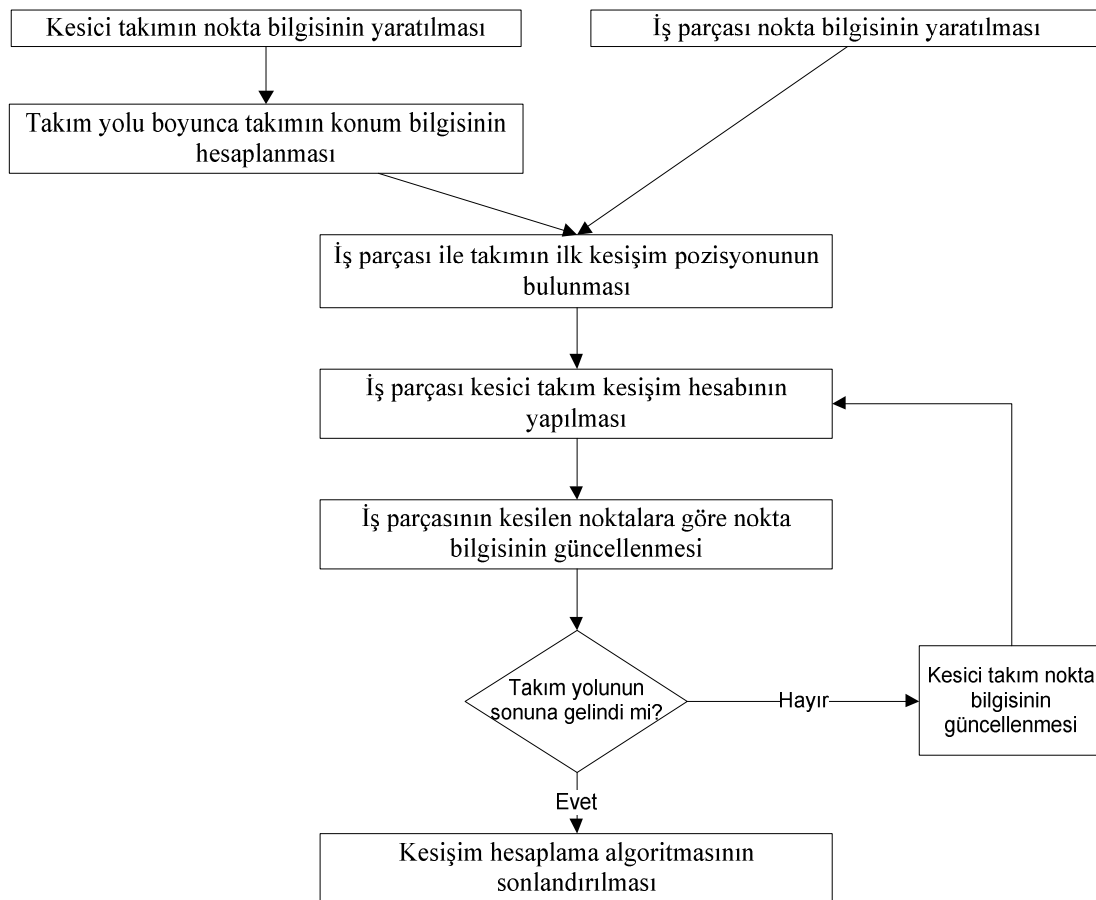 Kesici takımın nokta bilgisinin yaratılması
İş parçası nokta bilgisinin yaratılması
Takım yolu boyunca takımın konum bilgisinin
hesaplanması
İş parçası ile takımın ilk kesişim pozisyonunun
bulunması
İş parçası kesici takım kesişim hesabının
yapılması
İş parçasının kesilen noktalara göre nokta
bilgisinin güncellenmesi
Takım yolunun
sonuna gelindi mi?
Hayır
Kesici takım nokta
bilgisinin
güncellenmesi
Evet
Kesişim hesaplama algoritmasının
sonlandırılması